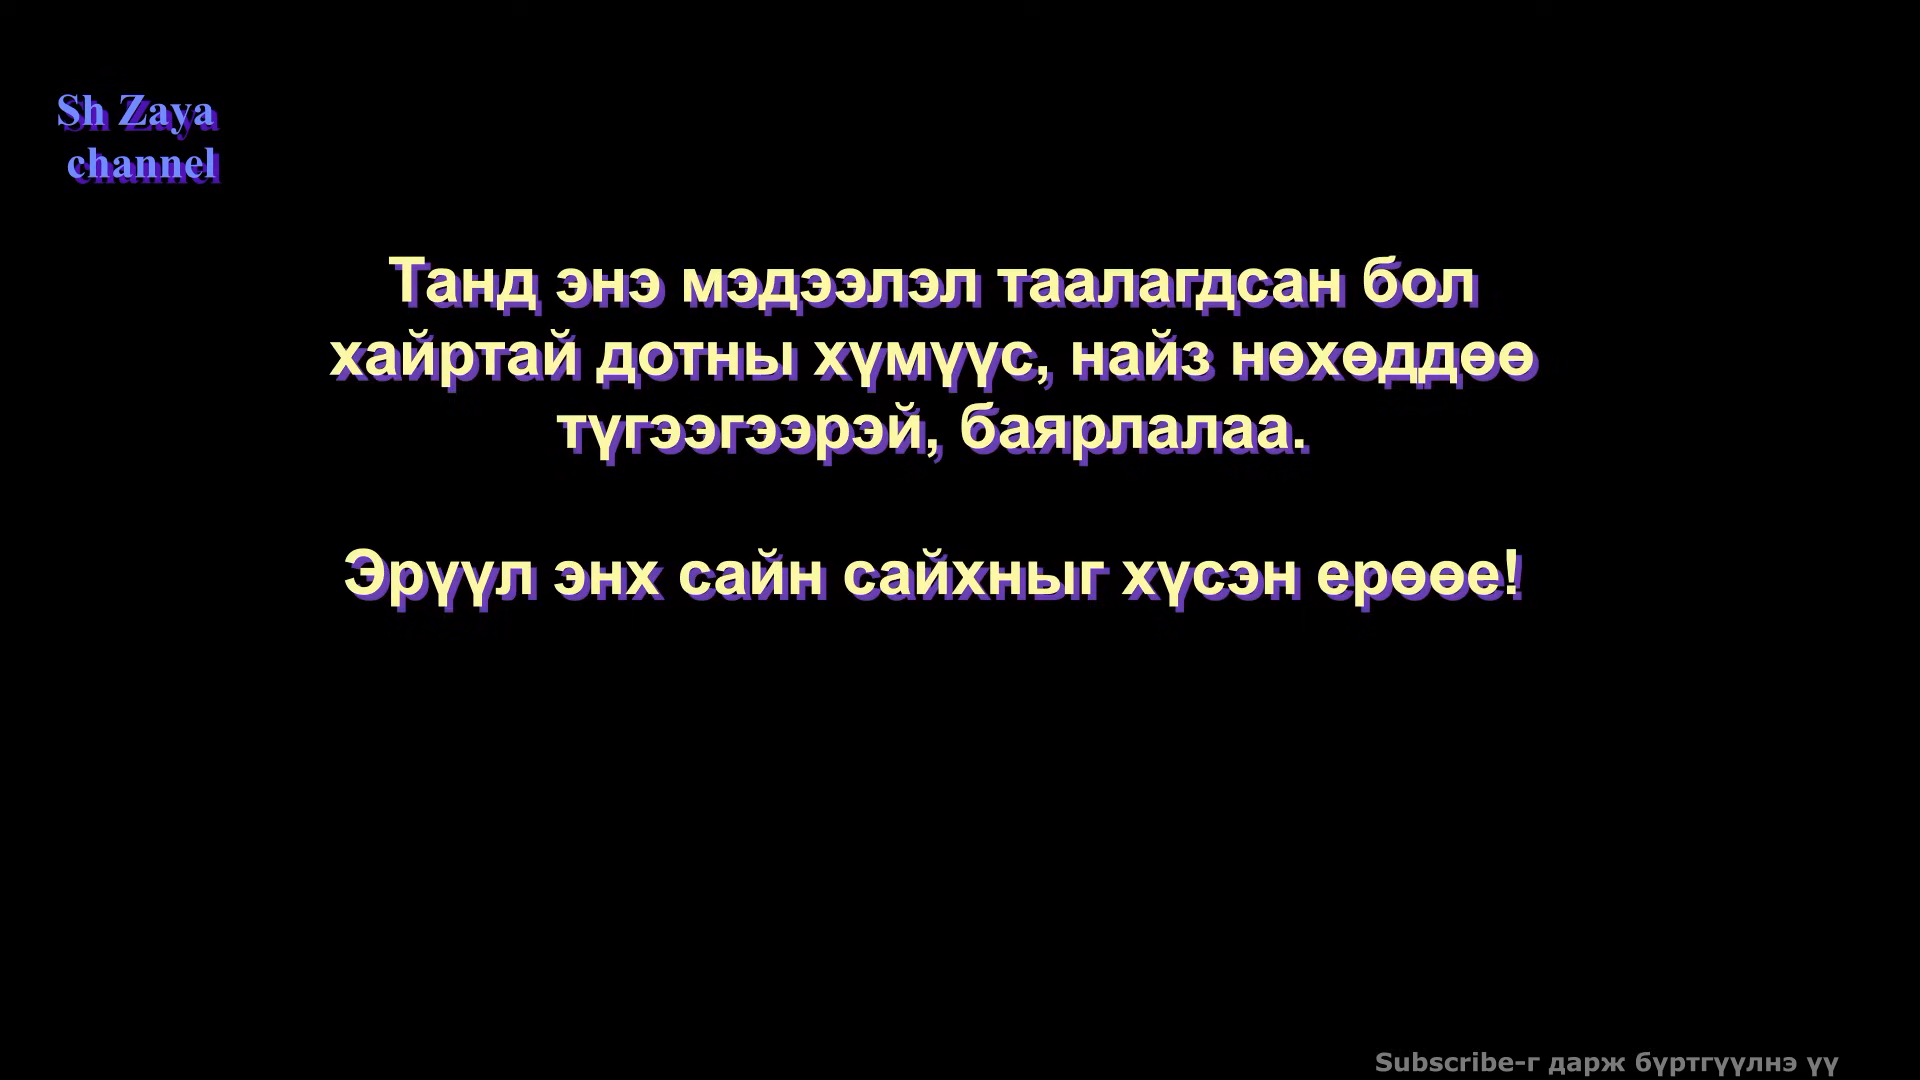 Sh Zaya
channel
Танд энэ мэдээлэл таалагдсан бол
хайртай дотны хүмүүс, найз нөхөддөө
түгээгээрэй, баярлалаа.
Эрүүл энх сайн сайхныг хүсэн ерөөе!
Subscribe-г дарж бүртгүүлнэ үү